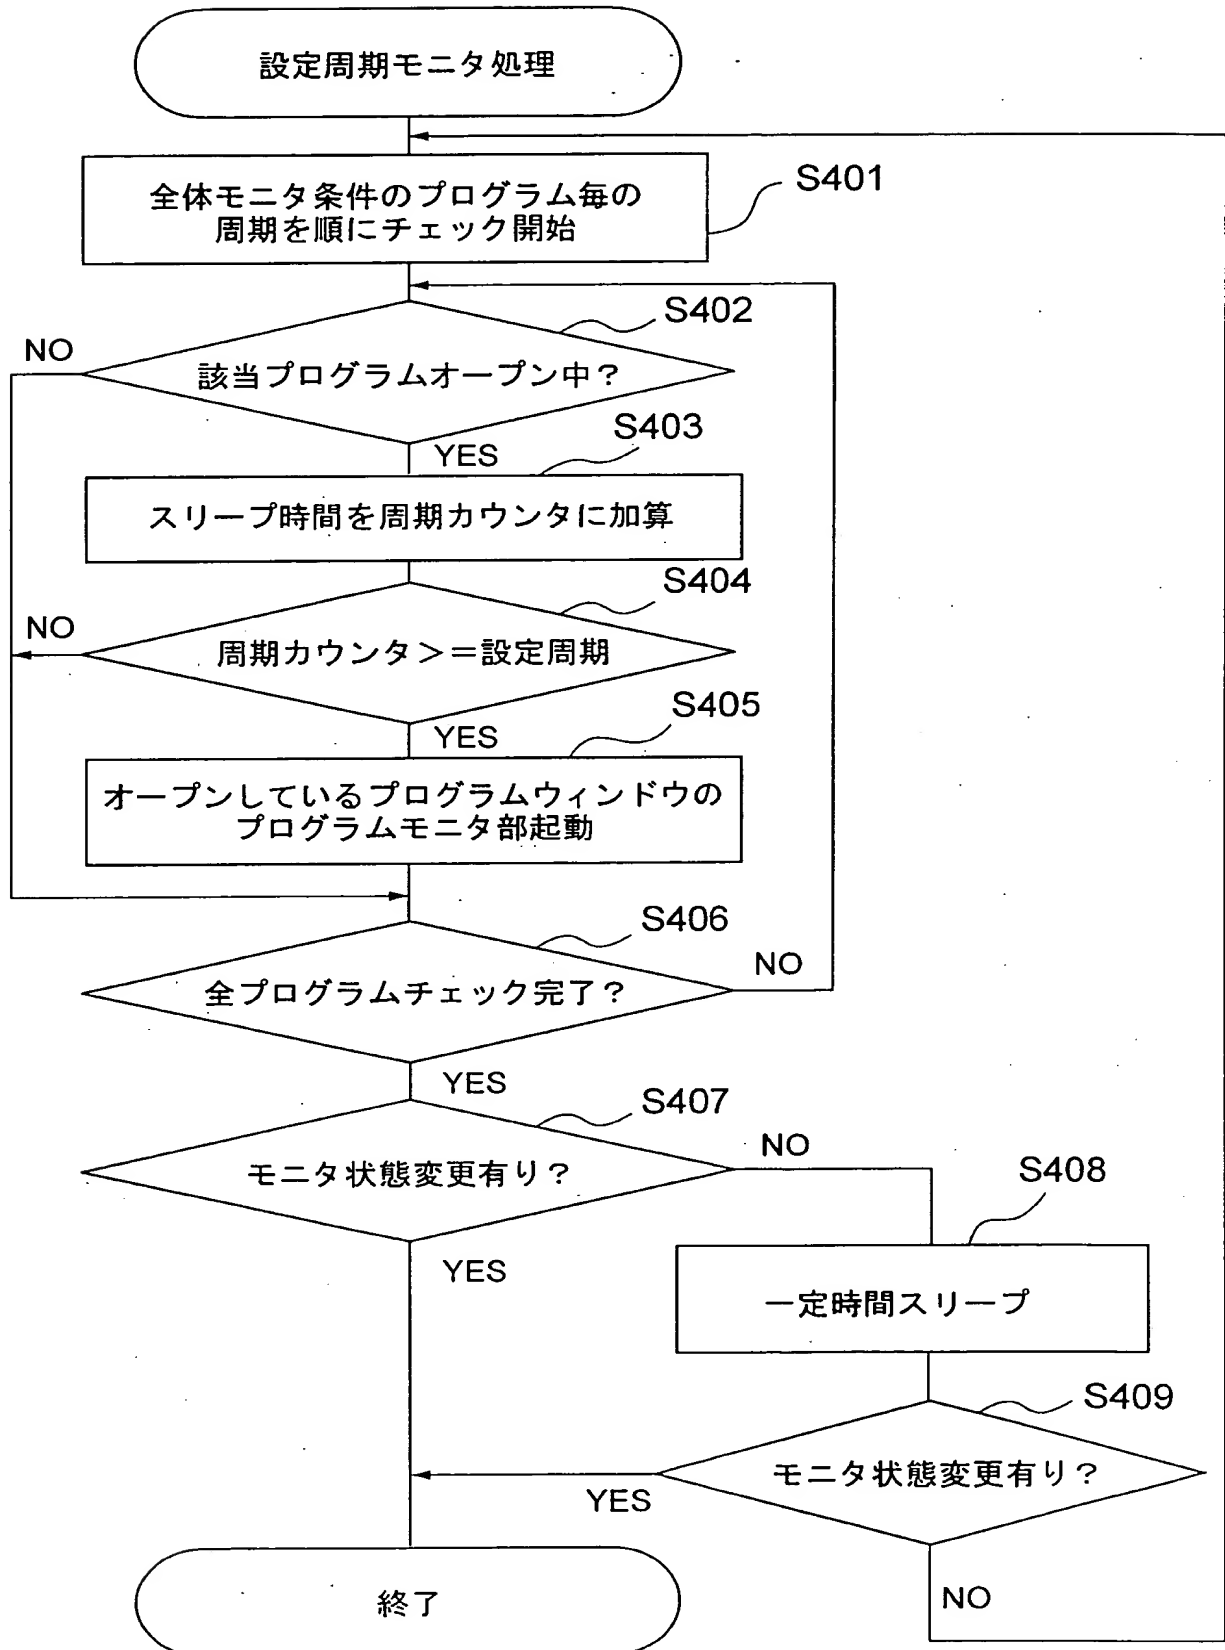 設定周期モニタ処理
全体モニタ条件のプログラム毎の
周期を順にチェック開始
S401
S402
NO
該当プログラムオープン中？
YES
S403
スリープ時間を周期カウンタに加算
S404
NO
周期カウンタ＞＝設定周期
YES
S405
オープンしているプログラムウィンドウの
プログラムモニタ部起動
S406
全プログラムチェック完了？
NO
YES
S407
モニタ状態変更有り？
NO
YES
S408
一定時間スリープ
S409
モニタ状態変更有り？
YES
NO
終了